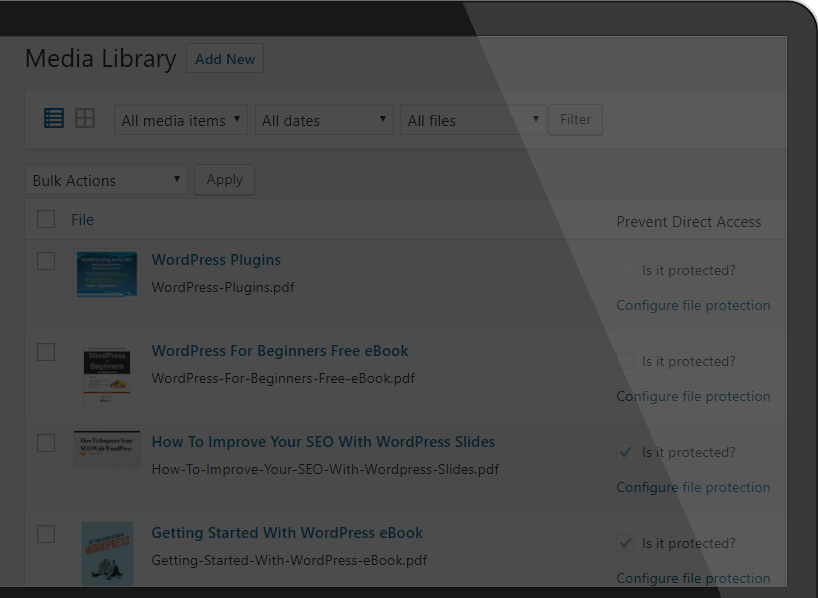 Media Library Add New
All media items All dates All files Filter
Bulk Actions Apply
File Prevent Direct Access
WordPress Plugins
WordPress-Plugins.pdf
Is it protected?
Configure file protection
WordPress For Beginners Free eBook
WordPress-For-Beginners-Free-eBook.pdf
WordPress
Beginners
Is it protected?
Configure file protection
How To Improve Your SEO With WordPress Slides
How-To-Improve-Your-SEO-With-Wordpress-Slides.pdf
How To Improve Your
SEO With WordPress
Is it protected?
Configure file protection
Getting Started With WordPress eBook
Getting-Started-With-WordPress-eBook.pdf
WORDPRESS
Is it protected?
Configure file protection